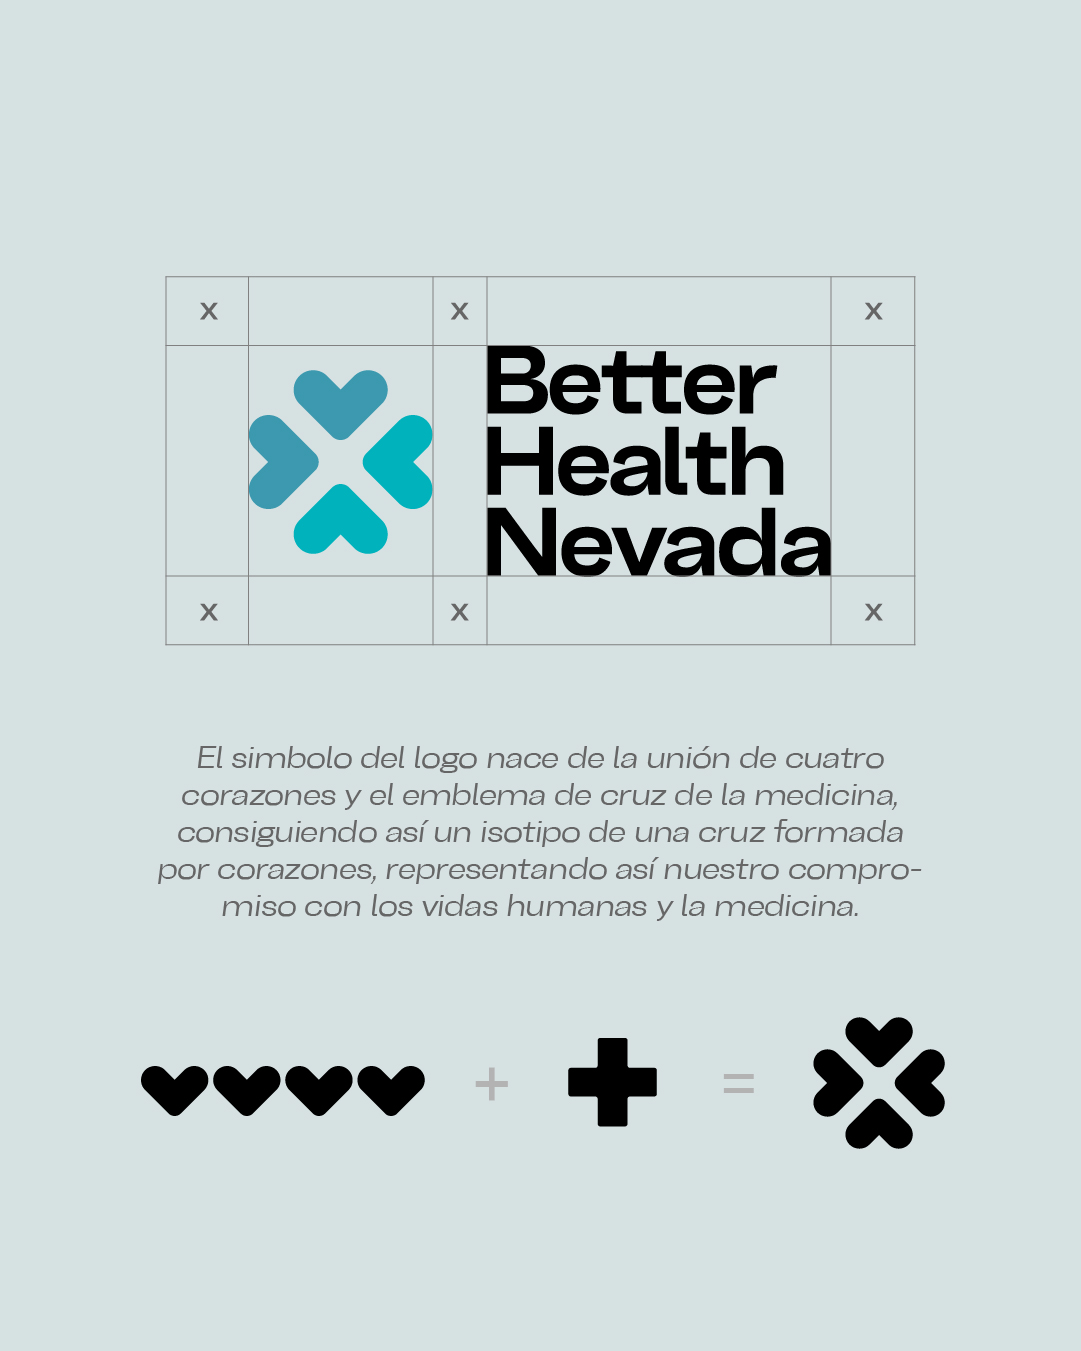 x x x
Better
Health
Nevada
x x x
El simbolo del logo nace de la unión de cuatro
corazones y el emblema de cruz de la medicina,
consiguiendo así un isotipo de una cruz formada
por corazones, representando así nuestro compro-
miso con los vidas humanas y la medicina.
+ =